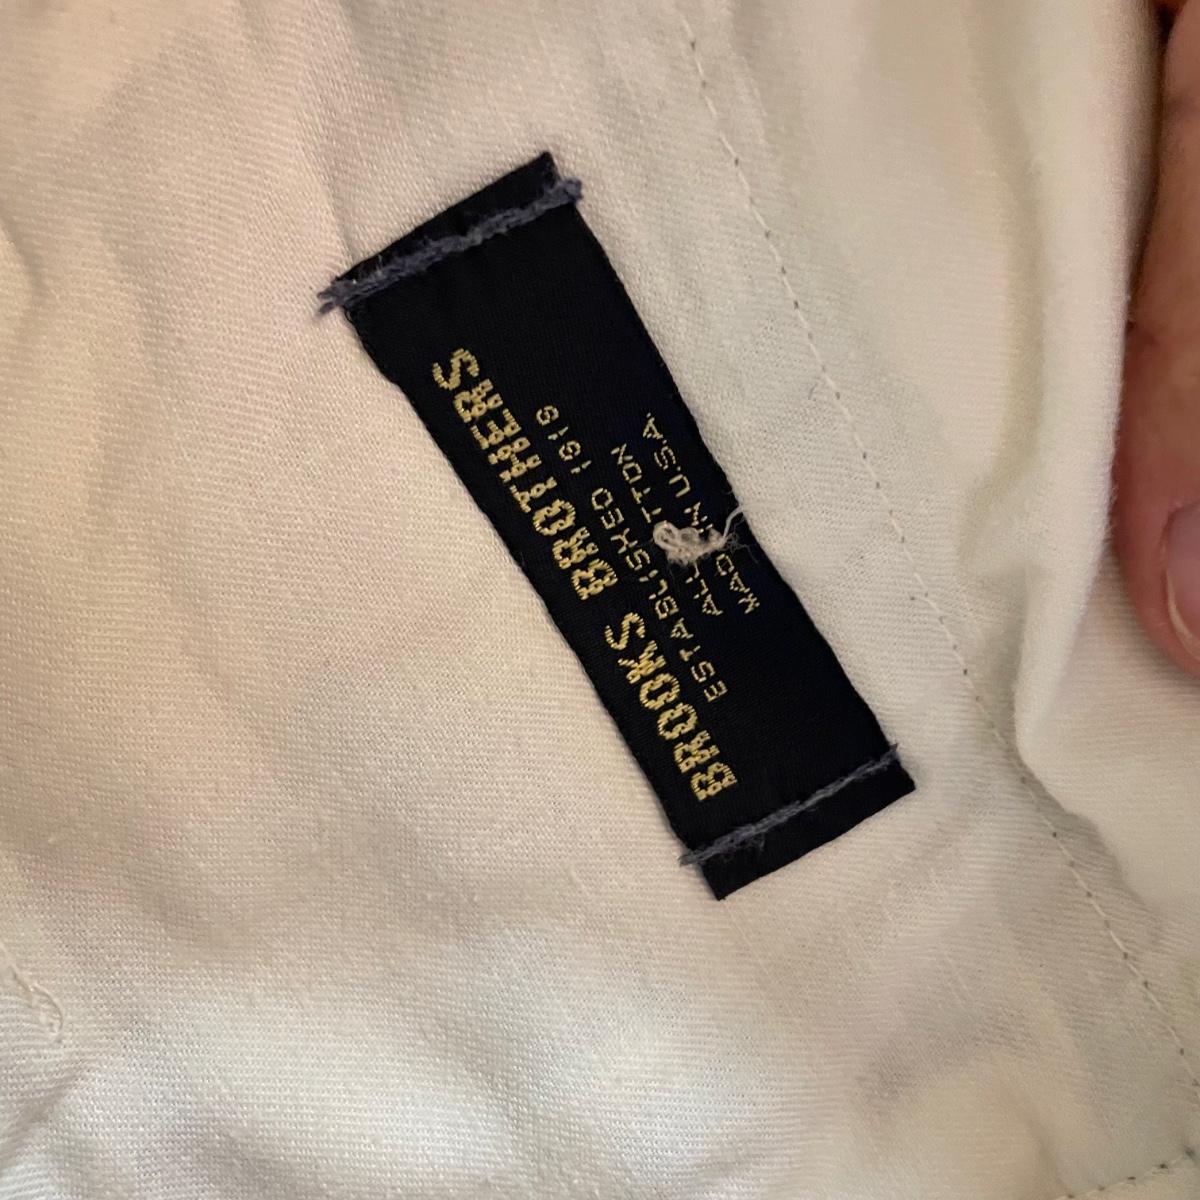 BROOKS BROTHERS
ESTABLISHED 1818
ALL COTTON
MADE IN U.S.A.